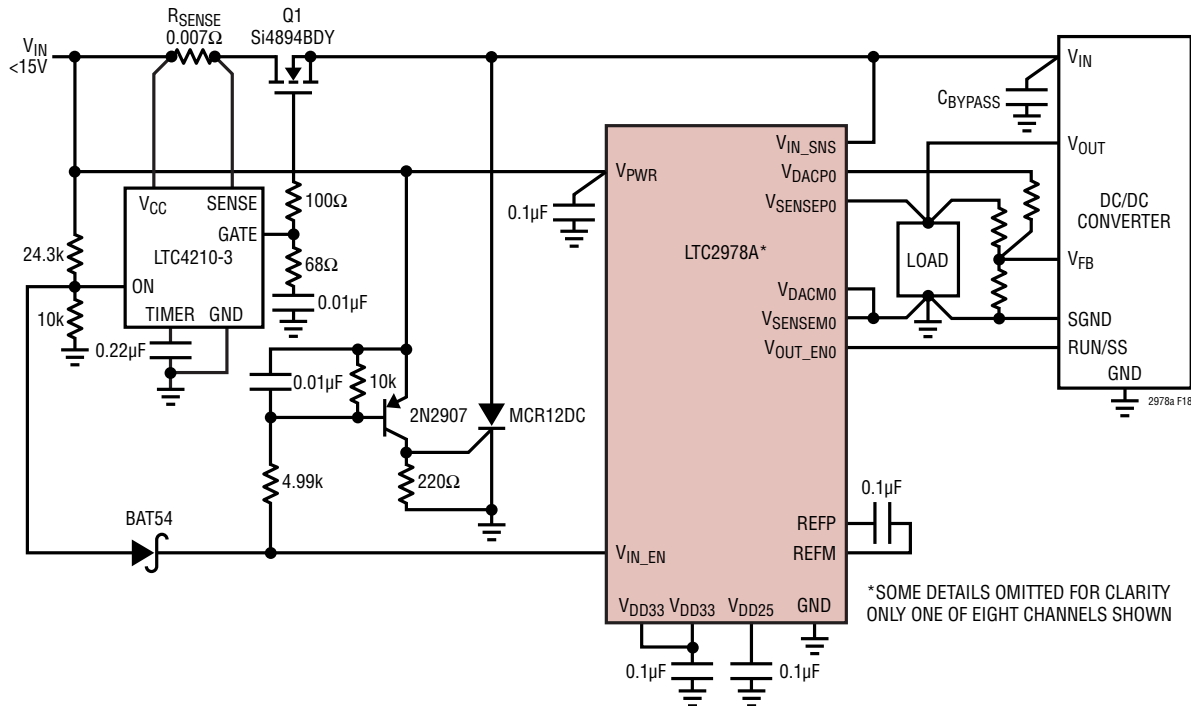 RSENSE
0.007Ω
Q1
Si4894BDY
VIN
<15V
VIN
CBYPASS
VIN_SNS
VOUT
VPWR
VDACP0
VCC
SENSE
100Ω
0.1µF
VSENSEP0
DC/DC
CONVERTER
GATE
24.3k
LTC4210-3
68Ω
LTC2978A*
LOAD
VFB
ON
0.01µF
VDACM0
10k
TIMER
GND
VSENSEM0
SGND
0.22µF
VOUT_EN0
RUN/SS
0.01µF
10k
GND
2978a F18
2N2907
MCR12DC
4.99k
220Ω
0.1µF
BAT54
REFP
VIN_EN
REFM
VDD33
VDD33
VDD25
GND
*SOME DETAILS OMITTED FOR CLARITY
ONLY ONE OF EIGHT CHANNELS SHOWN
0.1µF
0.1µF